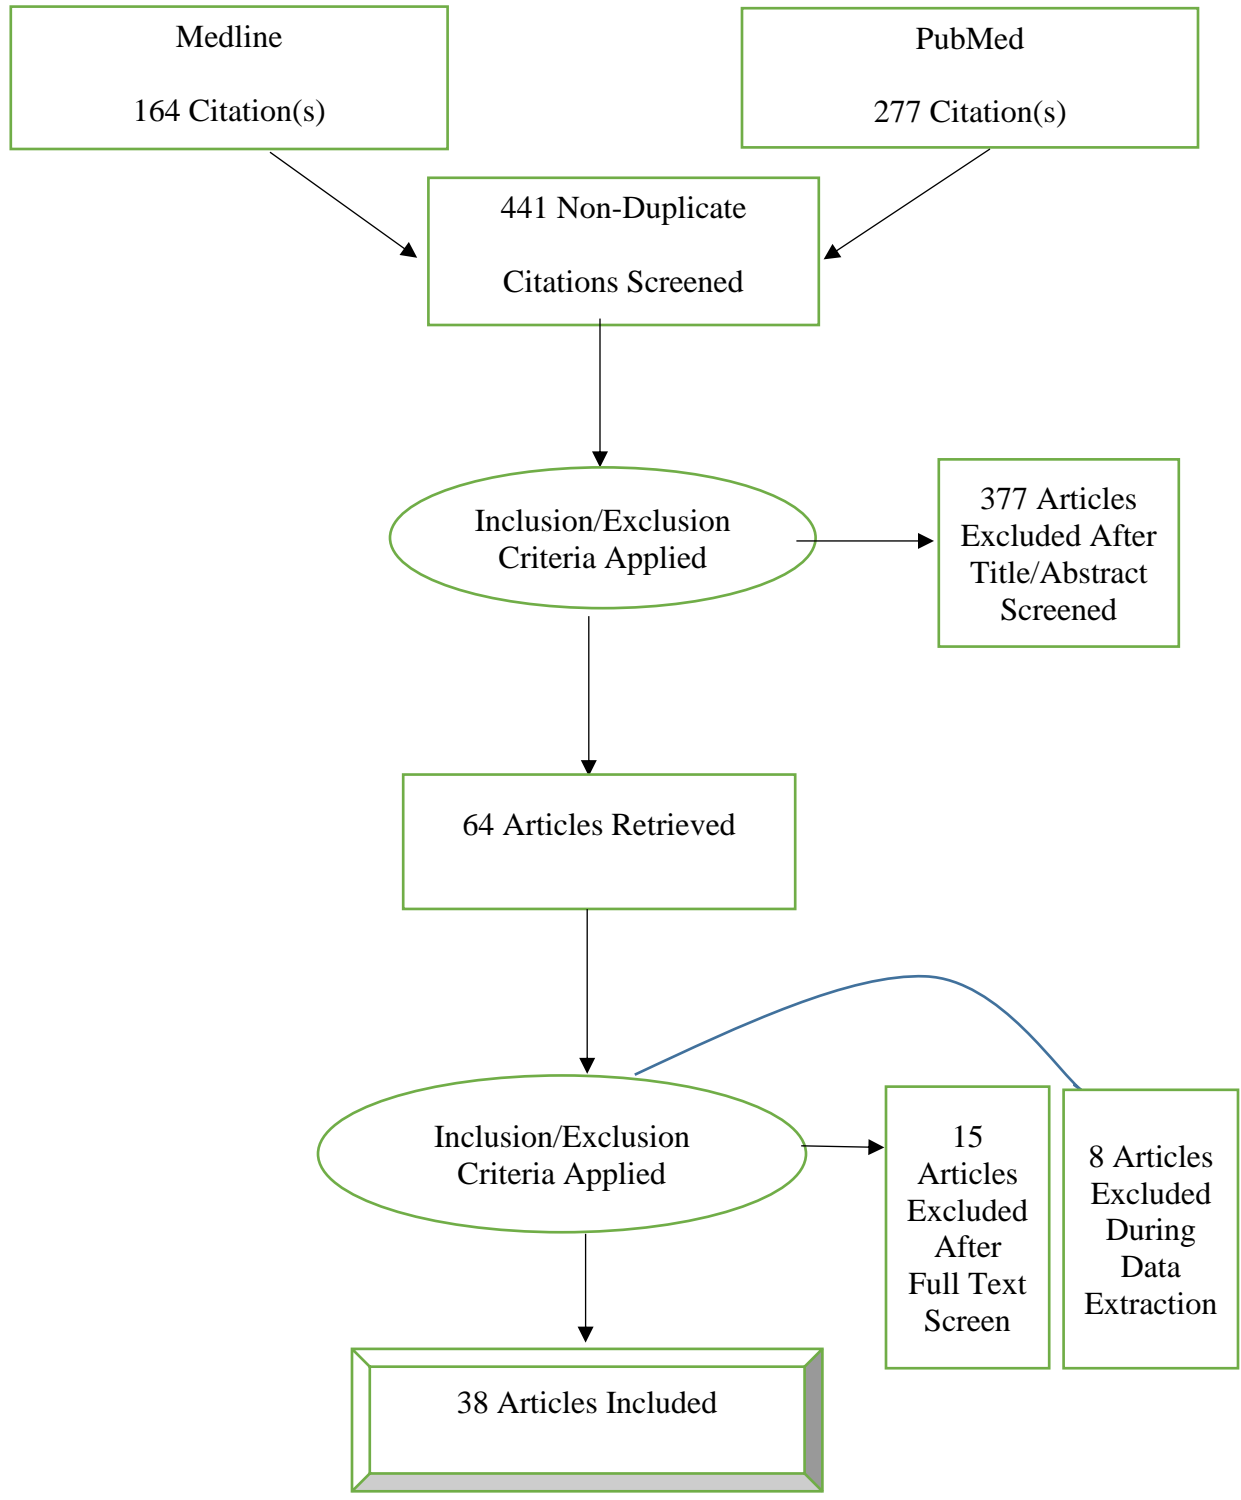 Medline
164 Citation(s)
PubMed
277 Citation(s)
441 Non-Duplicate
Citations Screened
Inclusion/Exclusion
Criteria Applied
377 Articles
Excluded After
Title/Abstract
Screened
64 Articles Retrieved
Inclusion/Exclusion
Criteria Applied
15
Articles
Excluded
After
Full Text
Screen
8 Articles
Excluded
During
Data
Extraction
38 Articles Included